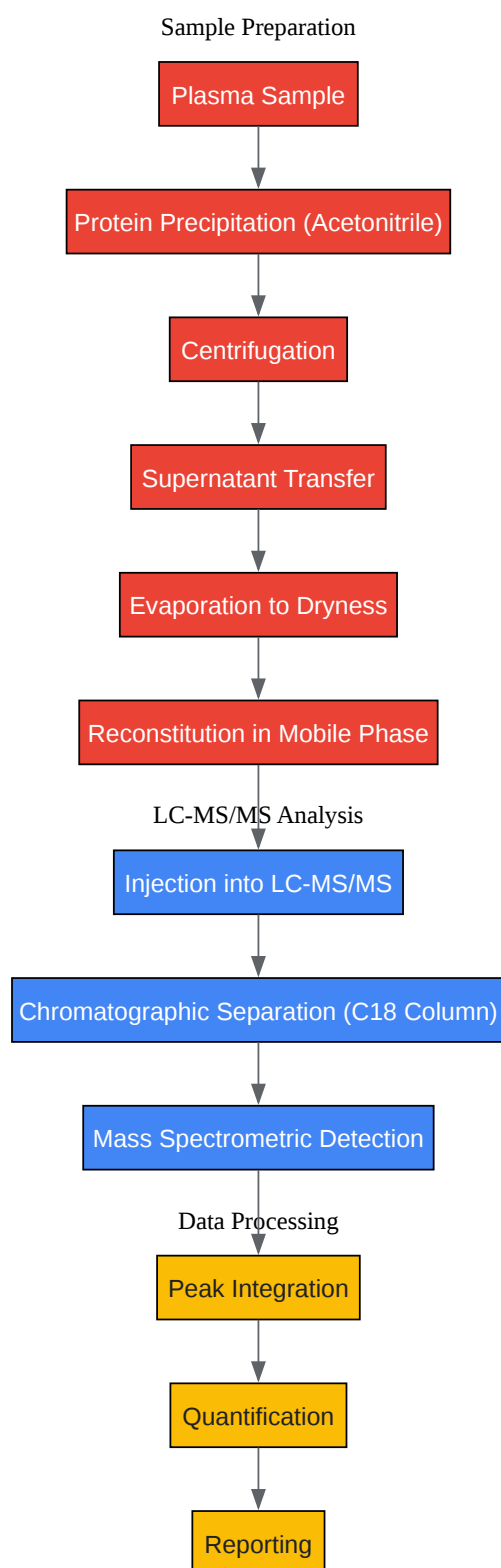 Sample Preparation
Plasma Sample
Protein Precipitation (Acetonitrile)
Centrifugation
Supernatant Transfer
Evaporation to Dryness
Reconstitution in Mobile Phase
LC-MS/MS Analysis
Injection into LC-MS/MS
Chromatographic Separation (C18 Column)
Mass Spectrometric Detection
Data Processing
Peak Integration
Quantification
Reporting